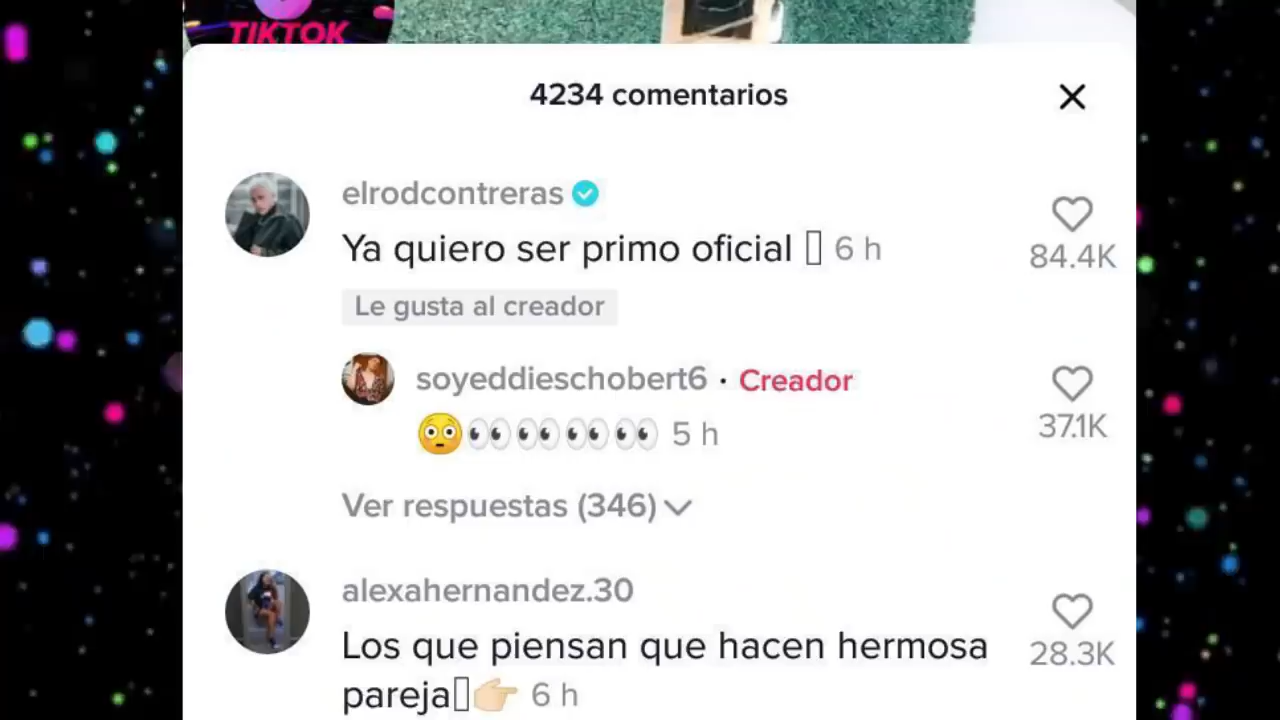 TIKTOK
4234 comentarios
elrodcontreras
Ya quiero ser primo oficial 6 h
84.4K
Le gusta al creador
soyeddieschobert6 · Creador
😳👀👀👀👀 5 h
37.1K
Ver respuestas (346)
alexahernandez.30
Los que piensan que hacen hermosa
pareja👉🏼 6 h
28.3K